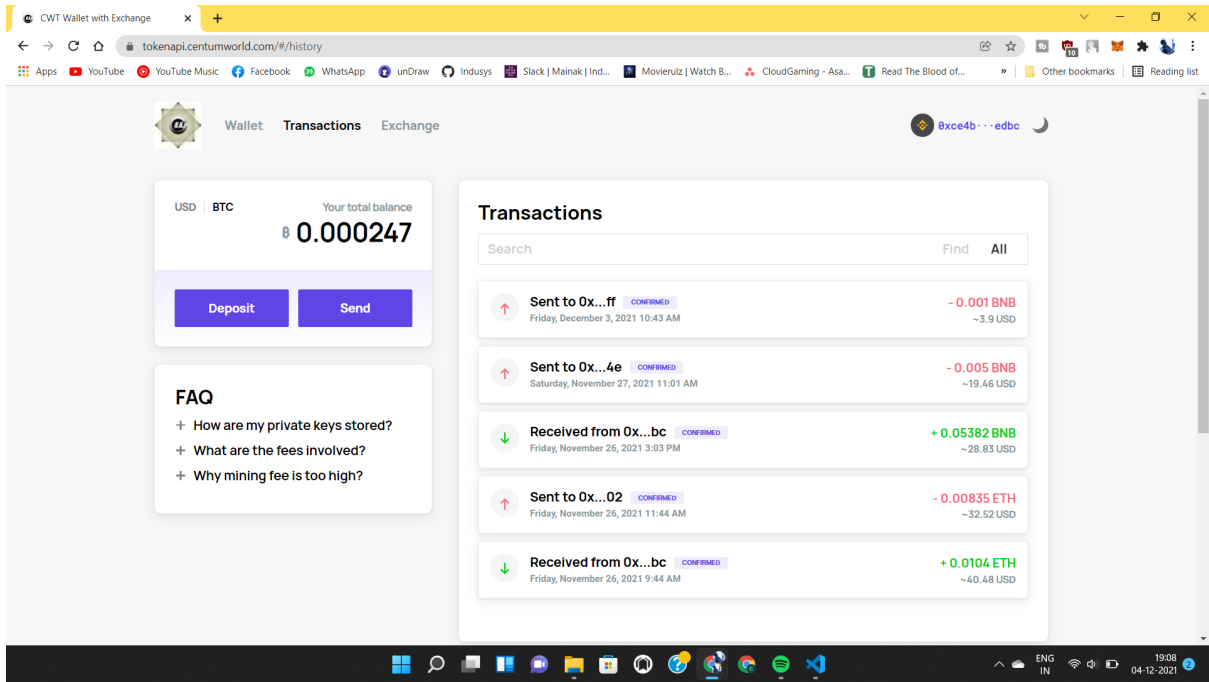 CWT Wallet with Exchange
tokenapi.centumworld.com/#/history
10
Apps YouTube YouTube Music Facebook WhatsApp unDraw Indusys Slack | Mainak | Ind... Movierulz | Watch B... CloudGaming - Asa... Read The Blood of... » Other bookmarks Reading list
Wallet Transactions Exchange
0xce4b···edbc
USD BTC
Your total balance
0.000247
Deposit Send
FAQ
+ How are my private keys stored?
+ What are the fees involved?
+ Why mining fee is too high?
Transactions
Search Find All
Sent to 0x...ff CONFIRMED - 0.001 BNB
Friday, December 3, 2021 10:43 AM ~3.9 USD
Sent to 0x...4e CONFIRMED - 0.005 BNB
Saturday, November 27, 2021 11:01 AM ~19.46 USD
Received from 0x...bc CONFIRMED + 0.05382 BNB
Friday, November 26, 2021 3:03 PM ~28.83 USD
Sent to 0x...02 CONFIRMED - 0.00835 ETH
Friday, November 26, 2021 11:44 AM ~32.52 USD
Received from 0x...bc CONFIRMED + 0.0104 ETH
Friday, November 26, 2021 9:44 AM ~40.48 USD
ENG 19:08
IN 04-12-2021 2